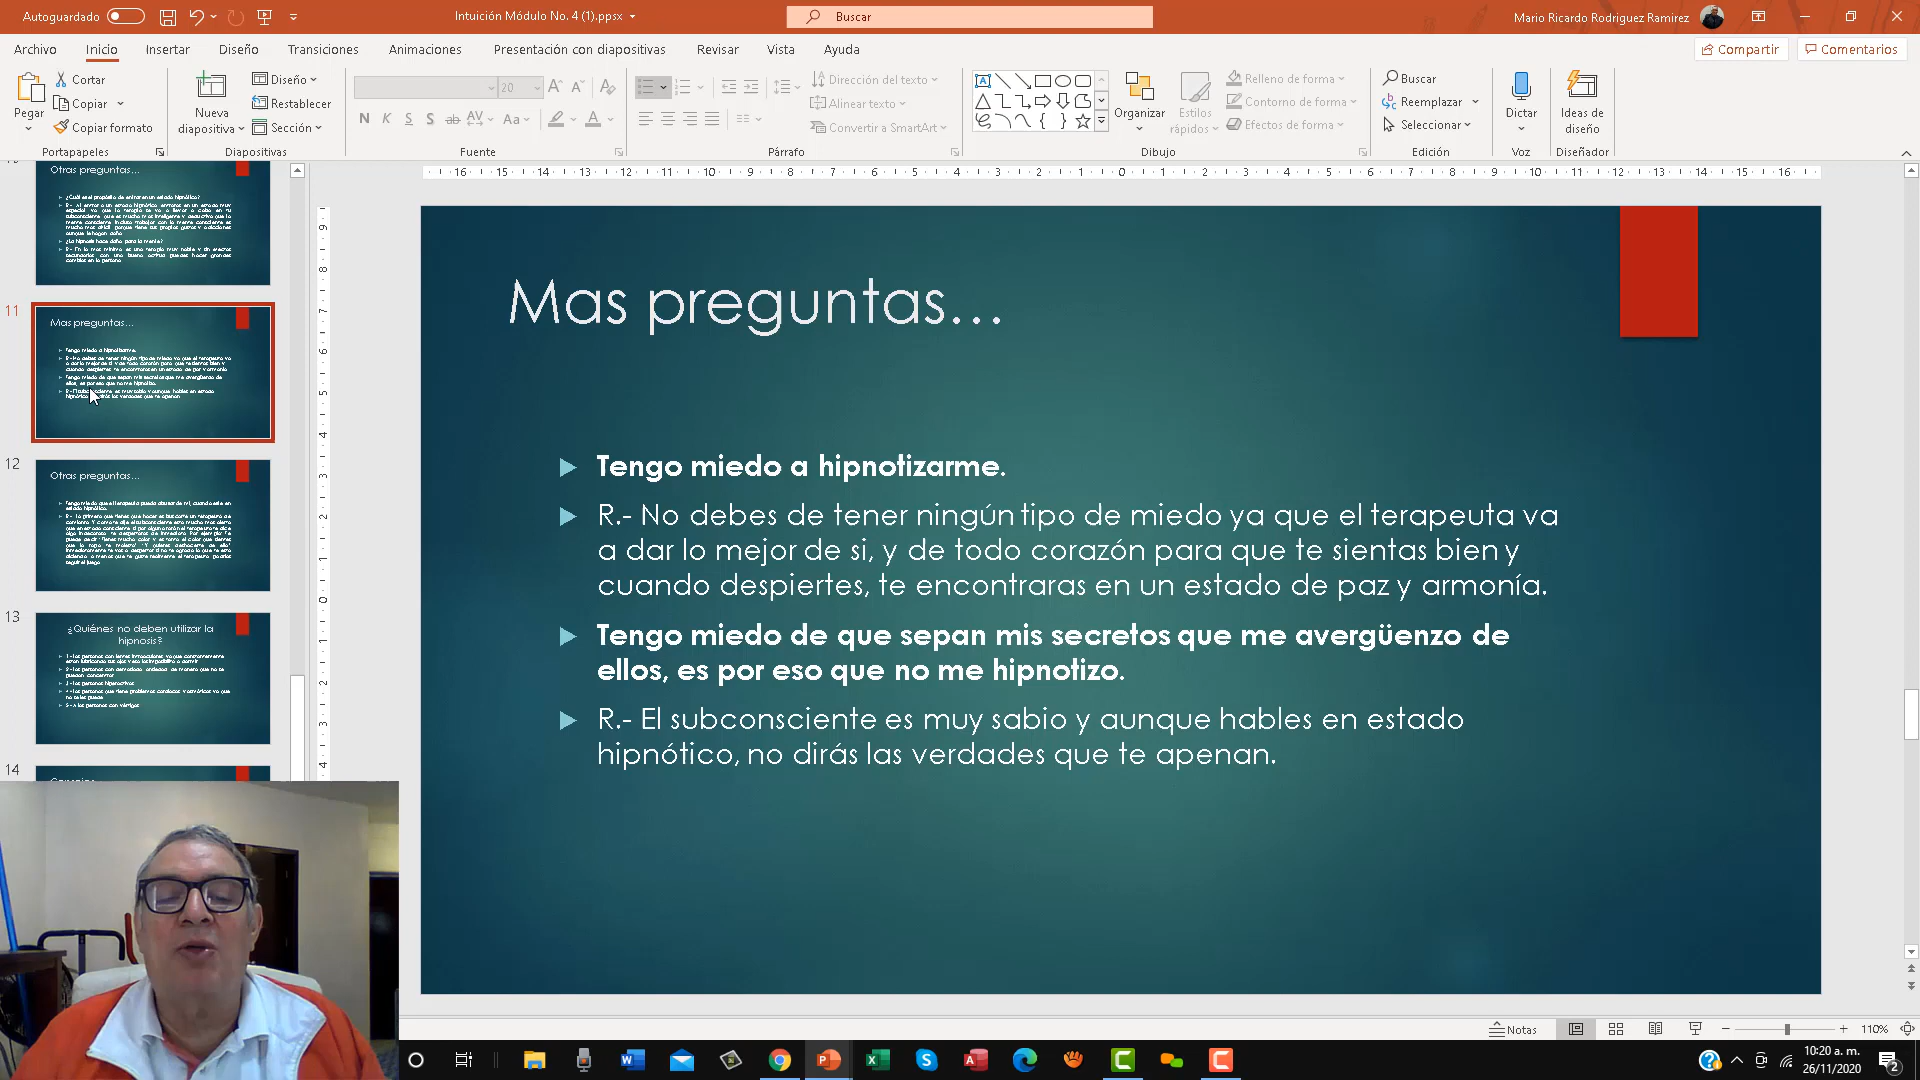 Autoguardado
Intuición Módulo No. 4 (1).ppsx
Buscar
Mario Ricardo Rodriguez Ramirez
Archivo
Inicio
Insertar
Diseño
Transiciones
Animaciones
Presentación con diapositivas
Revisar
Vista
Ayuda
Compartir
Comentarios
Pegar
Cortar
Copiar
Copiar formato
Portapapeles
Nueva
diapositiva
Diseño
Restablecer
Sección
Diapositivas
20
Fuente
Dirección del texto
Alinear texto
Convertir a SmartArt
Párrafo
Organizar
Estilos
rápidos
Relleno de forma
Contorno de forma
Efectos de forma
Dibujo
Buscar
Reemplazar
Seleccionar
Edición
Dictar
Voz
Ideas de
diseño
Diseñador
Otras preguntas...
11
Mas preguntas...
12
Otras preguntas...
13
¿Quiénes no deben utilizar la
hipnosis?
14
Mas preguntas...
Tengo miedo a hipnotizarme.
R.- No debes de tener ningún tipo de miedo ya que el terapeuta va
a dar lo mejor de si, y de todo corazón para que te sientas bien y
cuando despiertes, te encontraras en un estado de paz y armonía.
Tengo miedo de que sepan mis secretos que me avergüenzo de
ellos, es por eso que no me hipnotizo.
R.- El subconsciente es muy sabio y aunque hables en estado
hipnótico, no dirás las verdades que te apenan.
Notas
110%
10:20 a. m.
26/11/2020
2